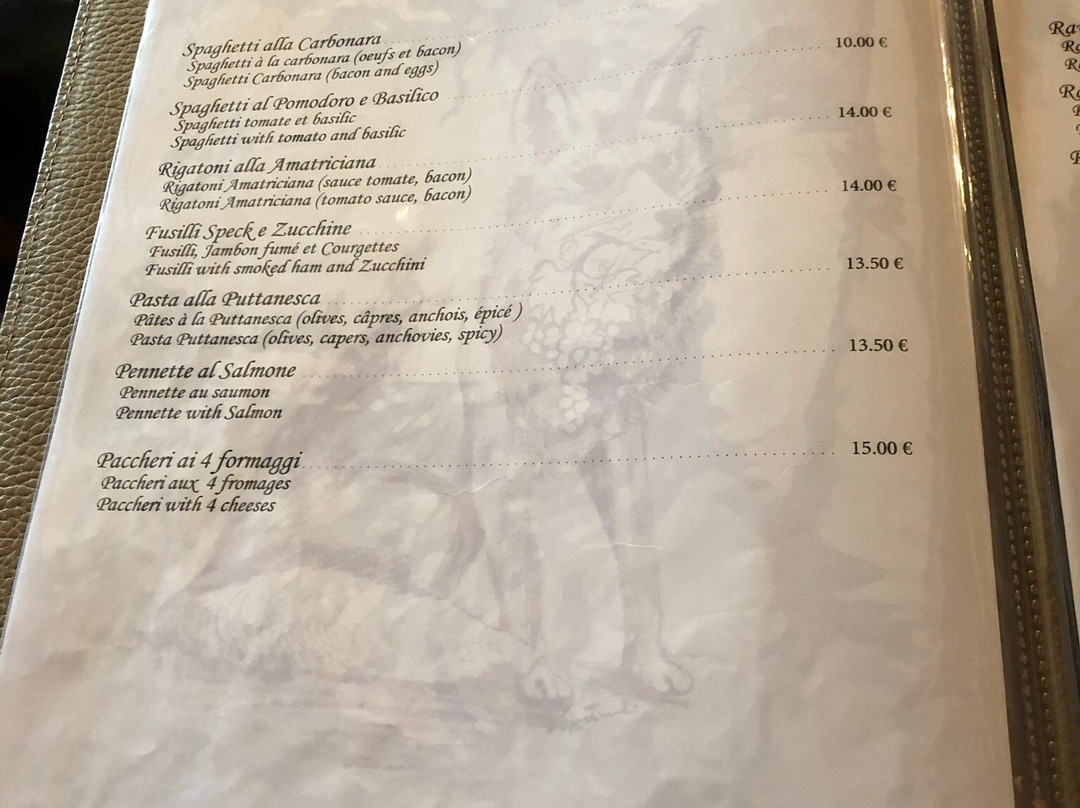 Spaghetti alla Carbonara
Spaghetti à la carbonara (oeufs et bacon)
Spaghetti Carbonara (bacon and eggs)
Spaghetti al Pomodoro e Basilico 10.00 €
Spaghetti tomate et basilic
Spaghetti with tomato and basilic
Rigatoni alla Amatriciana 14.00 €
Rigatoni Amatriciana (sauce tomate, bacon)
Rigatoni Amatriciana (tomato sauce, bacon)
Fusilli Speck e Zucchine 14.00 €
Fusilli, Jambon fumé et Courgettes
Fusilli with smoked ham and Zucchini
Pasta alla Puttanesca 13.50 €
Pâtes à la Puttanesca (olives, câpres, anchois, épicé )
Pasta Puttanesca (olives, capers, anchovies, spicy)
Pennette al Salmone 13.50 €
Pennette au saumon
Pennette with Salmon
Paccheri ai 4 formaggi 15.00 €
Paccheri aux 4 fromages
Paccheri with 4 cheeses